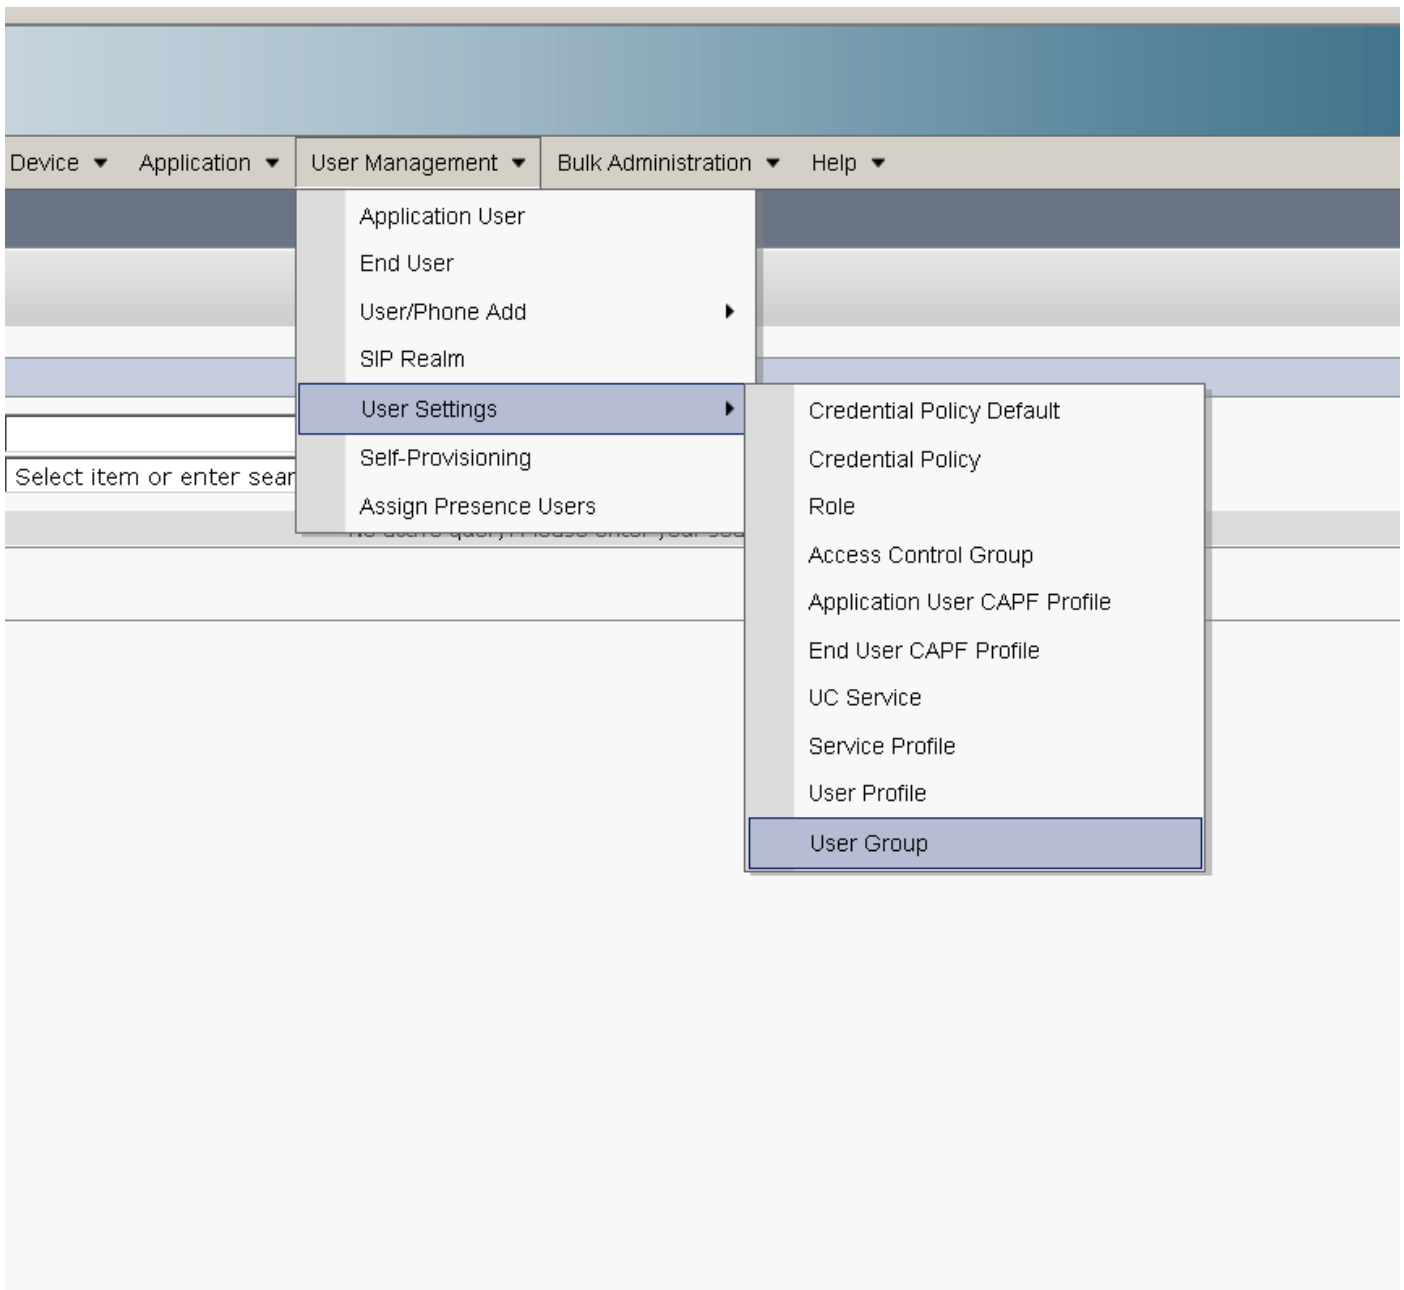 Device Application User Management Bulk Administration Help
Application User
End User
User/Phone Add
SIP Realm
User Settings
Self-Provisioning
Assign Presence Users
Select item or enter sear
Credential Policy Default
Credential Policy
Role
Access Control Group
Application User CAPF Profile
End User CAPF Profile
UC Service
Service Profile
User Profile
User Group